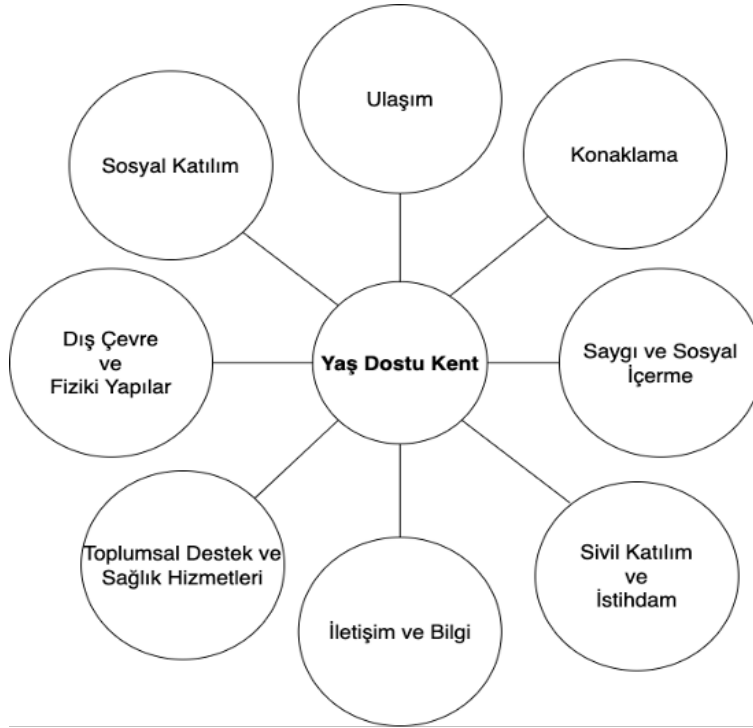 Ulaşım
Konaklama
Sosyal Katılım
Saygı ve Sosyal
İçerme
Dış Çevre
ve
Fiziki Yapılar
Yaş Dostu Kent
Toplumsal Destek ve
Sağlık Hizmetleri
Sivil Katılım
ve
İstihdam
İletişim ve Bilgi